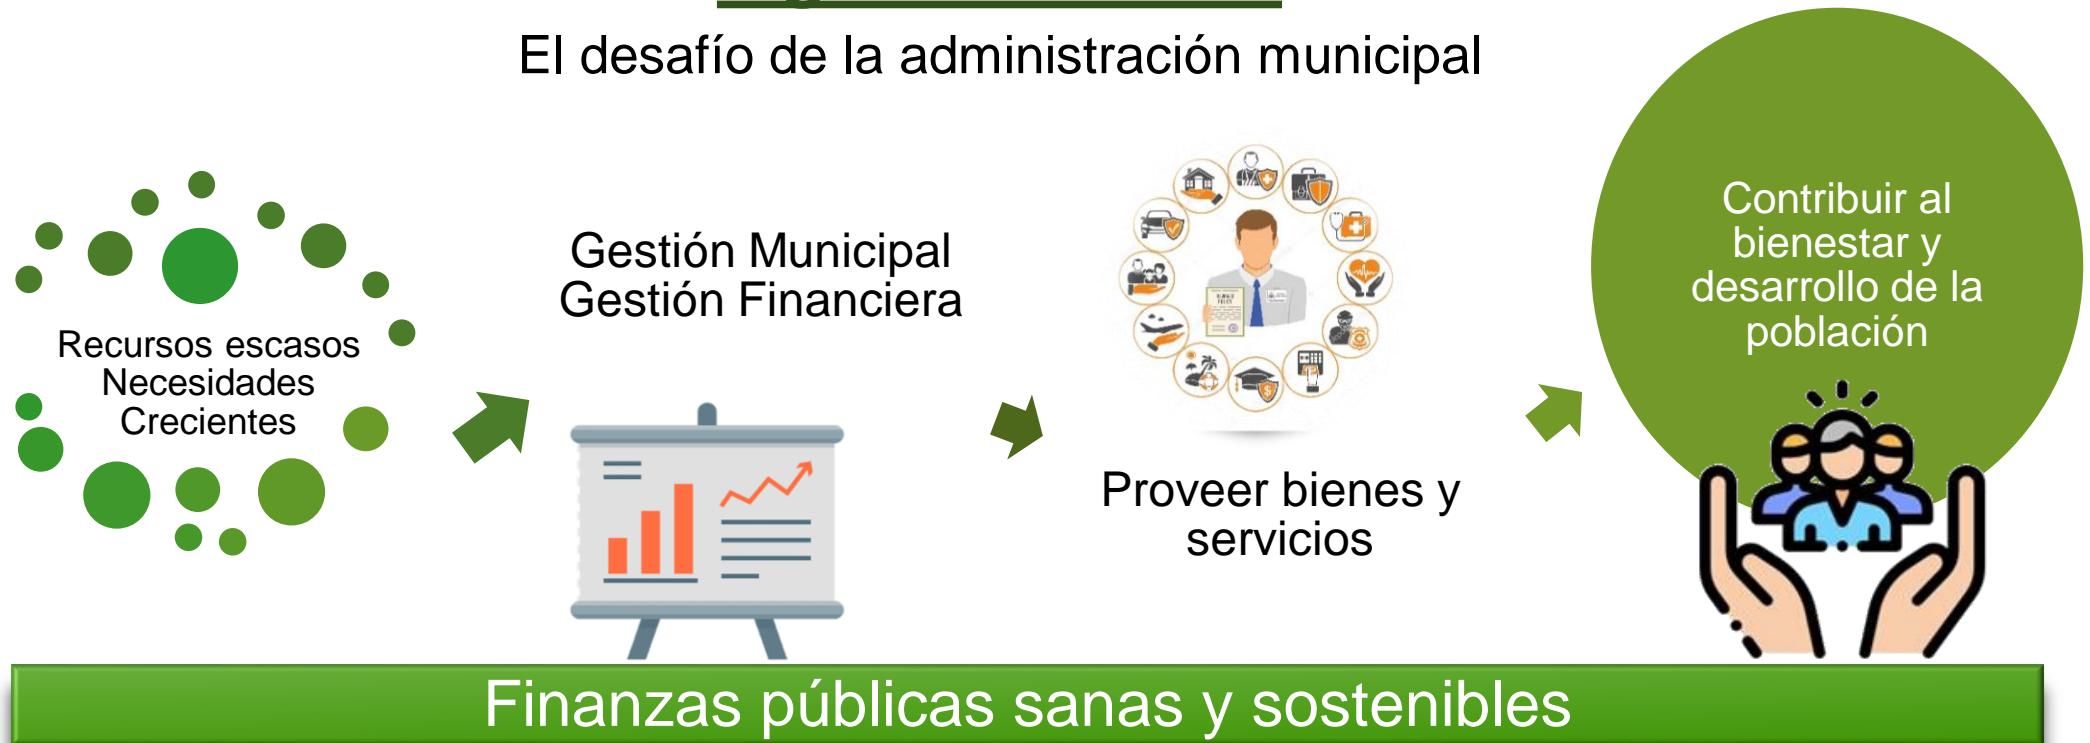 El desafío de la administración municipal
Recursos escasos
Necesidades
Crecientes
Gestión Municipal
Gestión Financiera
Proveer bienes y
servicios
Contribuir al
bienestar y
desarrollo de la
población
Finanzas públicas sanas y sostenibles